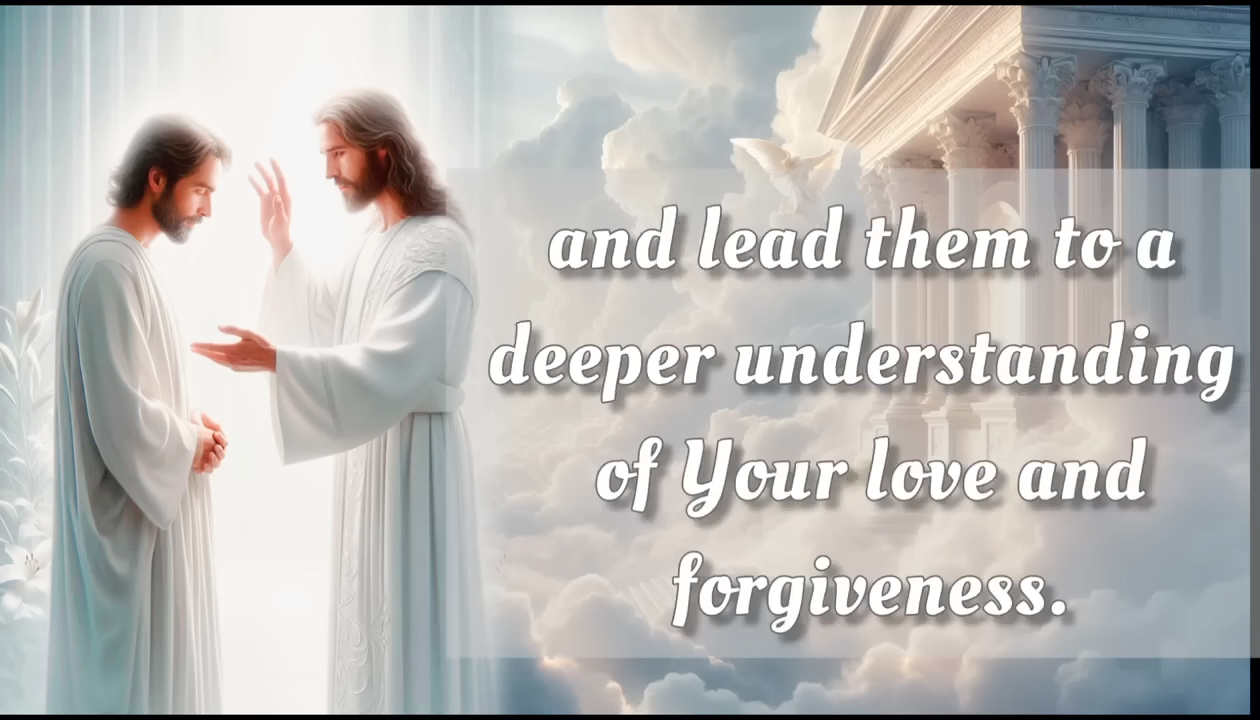 and lead them to a
deeper understanding
of Your love and
forgiveness.